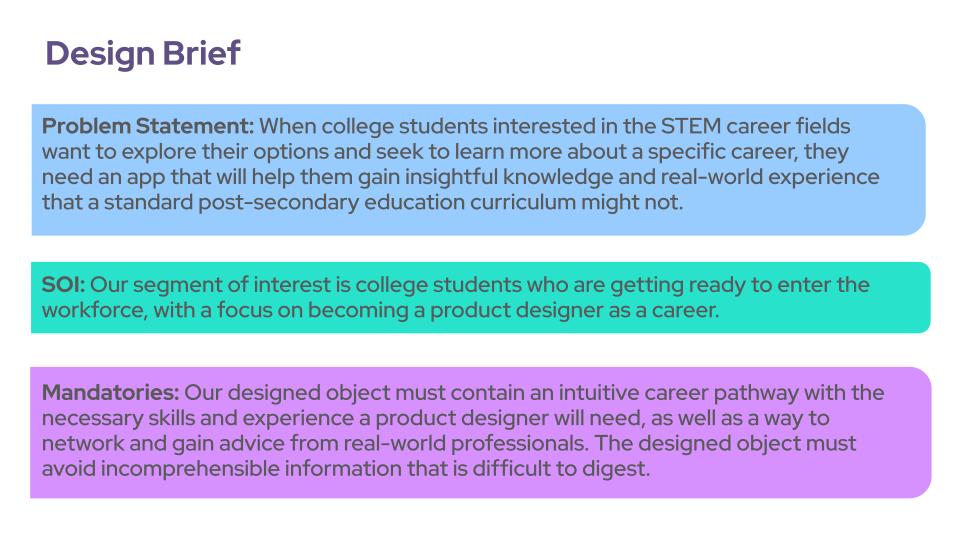 Design Brief
Problem Statement: When college students interested in the STEM career fields
want to explore their options and seek to learn more about a specific career, they
need an app that will help them gain insightful knowledge and real-world experience
that a standard post-secondary education curriculum might not.
SOI: Our segment of interest is college students who are getting ready to enter the
workforce, with a focus on becoming a product designer as a career.
Mandatories: Our designed object must contain an intuitive career pathway with the
necessary skills and experience a product designer will need, as well as a way to
network and gain advice from real-world professionals. The designed object must
avoid incomprehensible information that is difficult to digest.